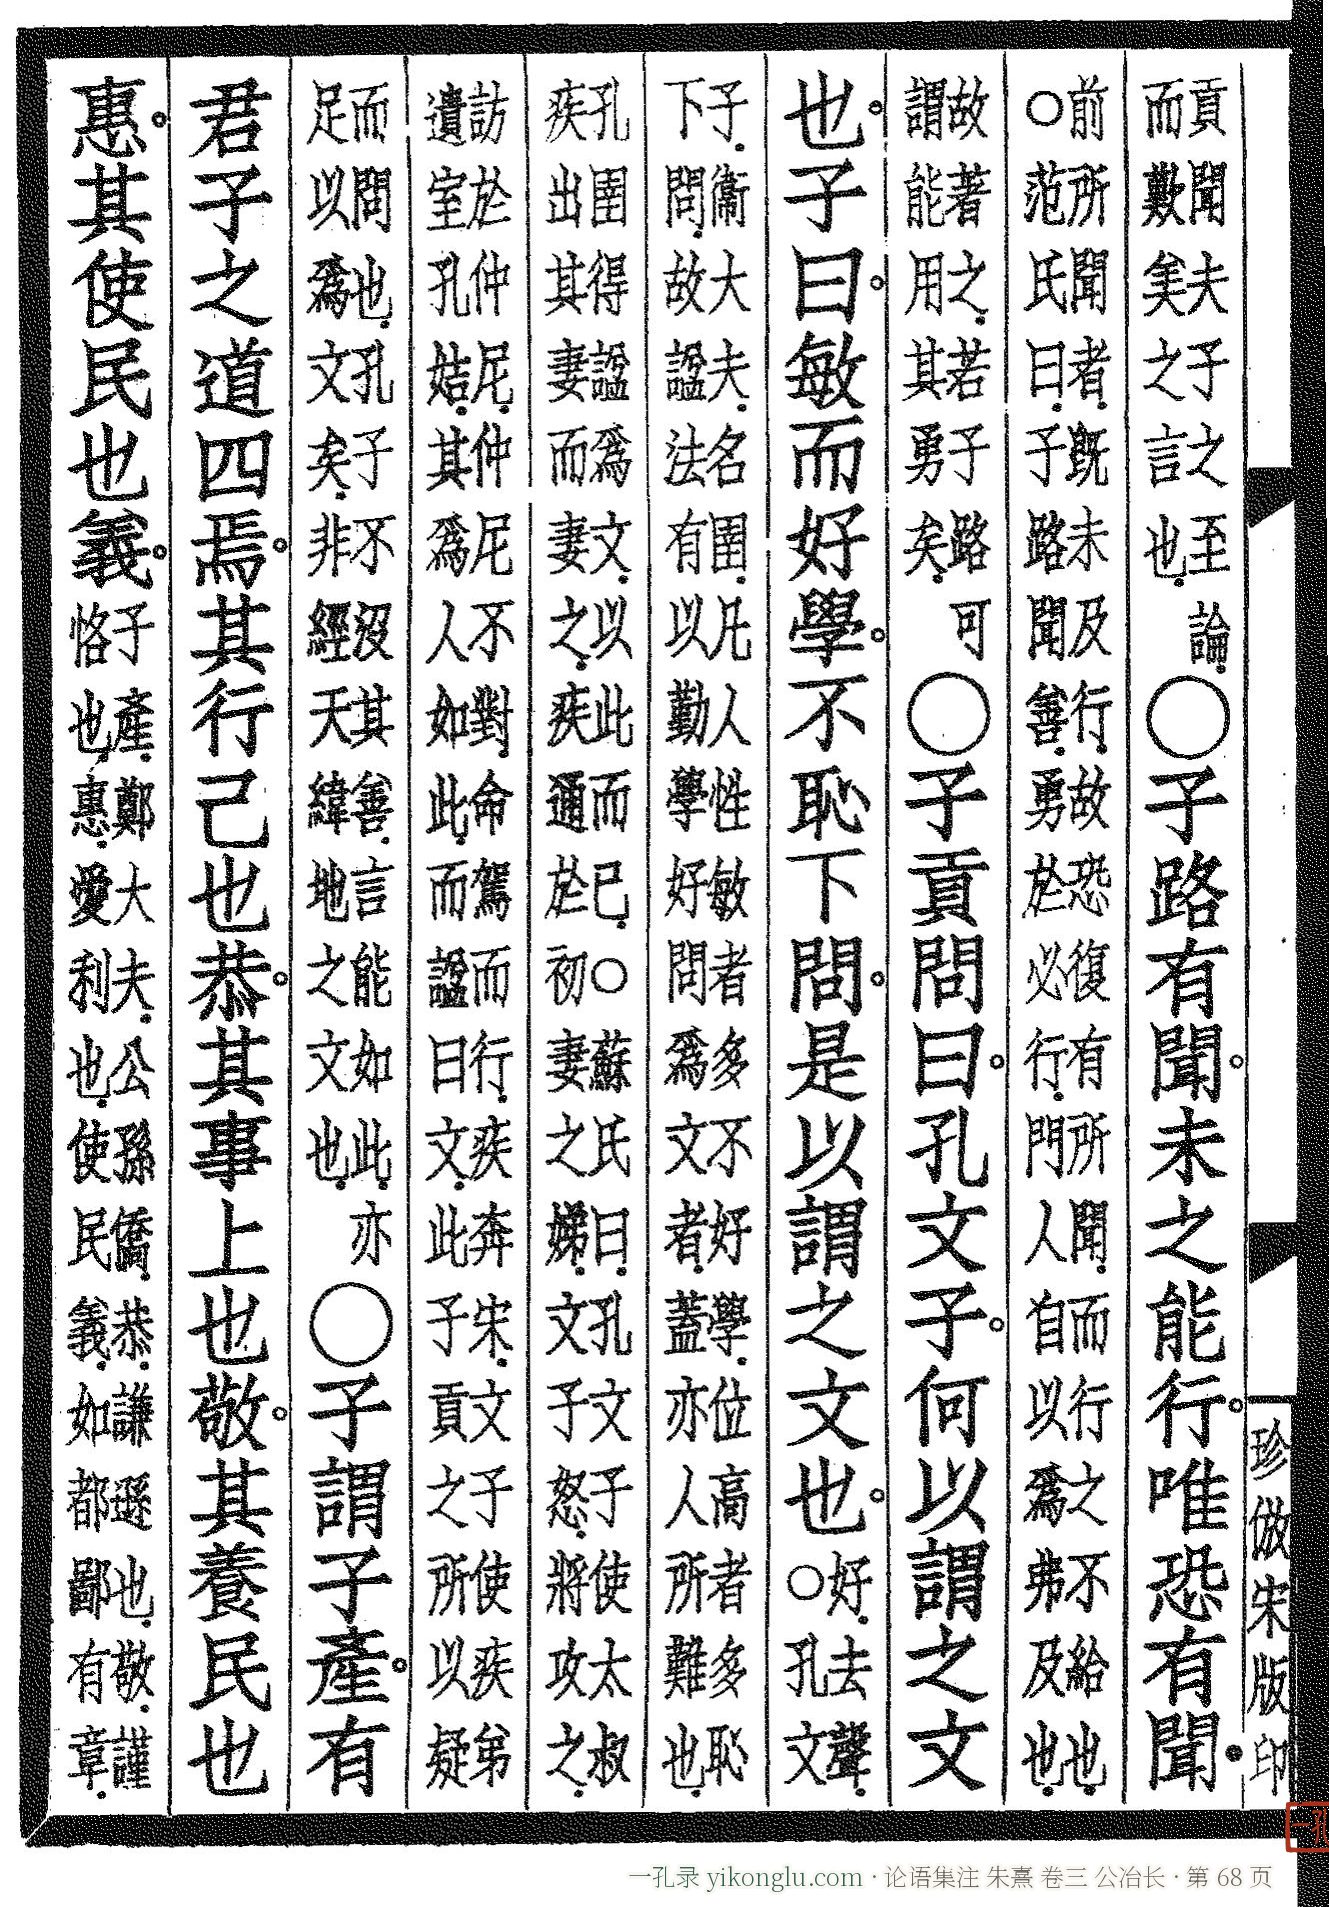 貢聞夫子之至論。而歎美之言也。〇子路有聞。未之能行。唯恐有聞。
前所聞者。既未及行。故恐復有所聞。而行之不給也。〇范氏曰。子路聞善。勇於必行。門人自以爲弗及也。
故著之。若子路可謂能用其勇矣。〇子貢問曰。孔文子。何以謂之文
也。子曰。敏而好學。不恥下問。是以謂之文也。好。去聲。〇孔文
子。衞大夫。名圉。凡人性敏者多不好學。位高者多恥下問。故諡法有以勤學好問爲文者。蓋亦人所難也。
孔圉得諡爲文。以此而已。〇蘇氏曰。孔文子使太叔疾出其妻而妻之。疾通於初妻之娣。文子怒。將攻之。
訪於仲尼。仲尼不對。命駕而行。疾奔宋。文子使疾弟遺室孔姞。其爲人如此。而諡曰文。此子貢之所以疑
而問也。孔子不沒其善。言能如此。亦足以爲文矣。非經天緯地之文也。〇子謂子產。有
君子之道四焉。其行己也恭。其事上也敬。其養民也
惠。其使民也義。子產。鄭大夫。公孫僑。恭。謙遜也。敬。謹恪也。惠。愛利也。使民義。如都鄙有章。
珍倣宋版印
一孔
一孔录 yikonglu.com · 论语集注 朱熹 卷三 公冶长 · 第 68 页